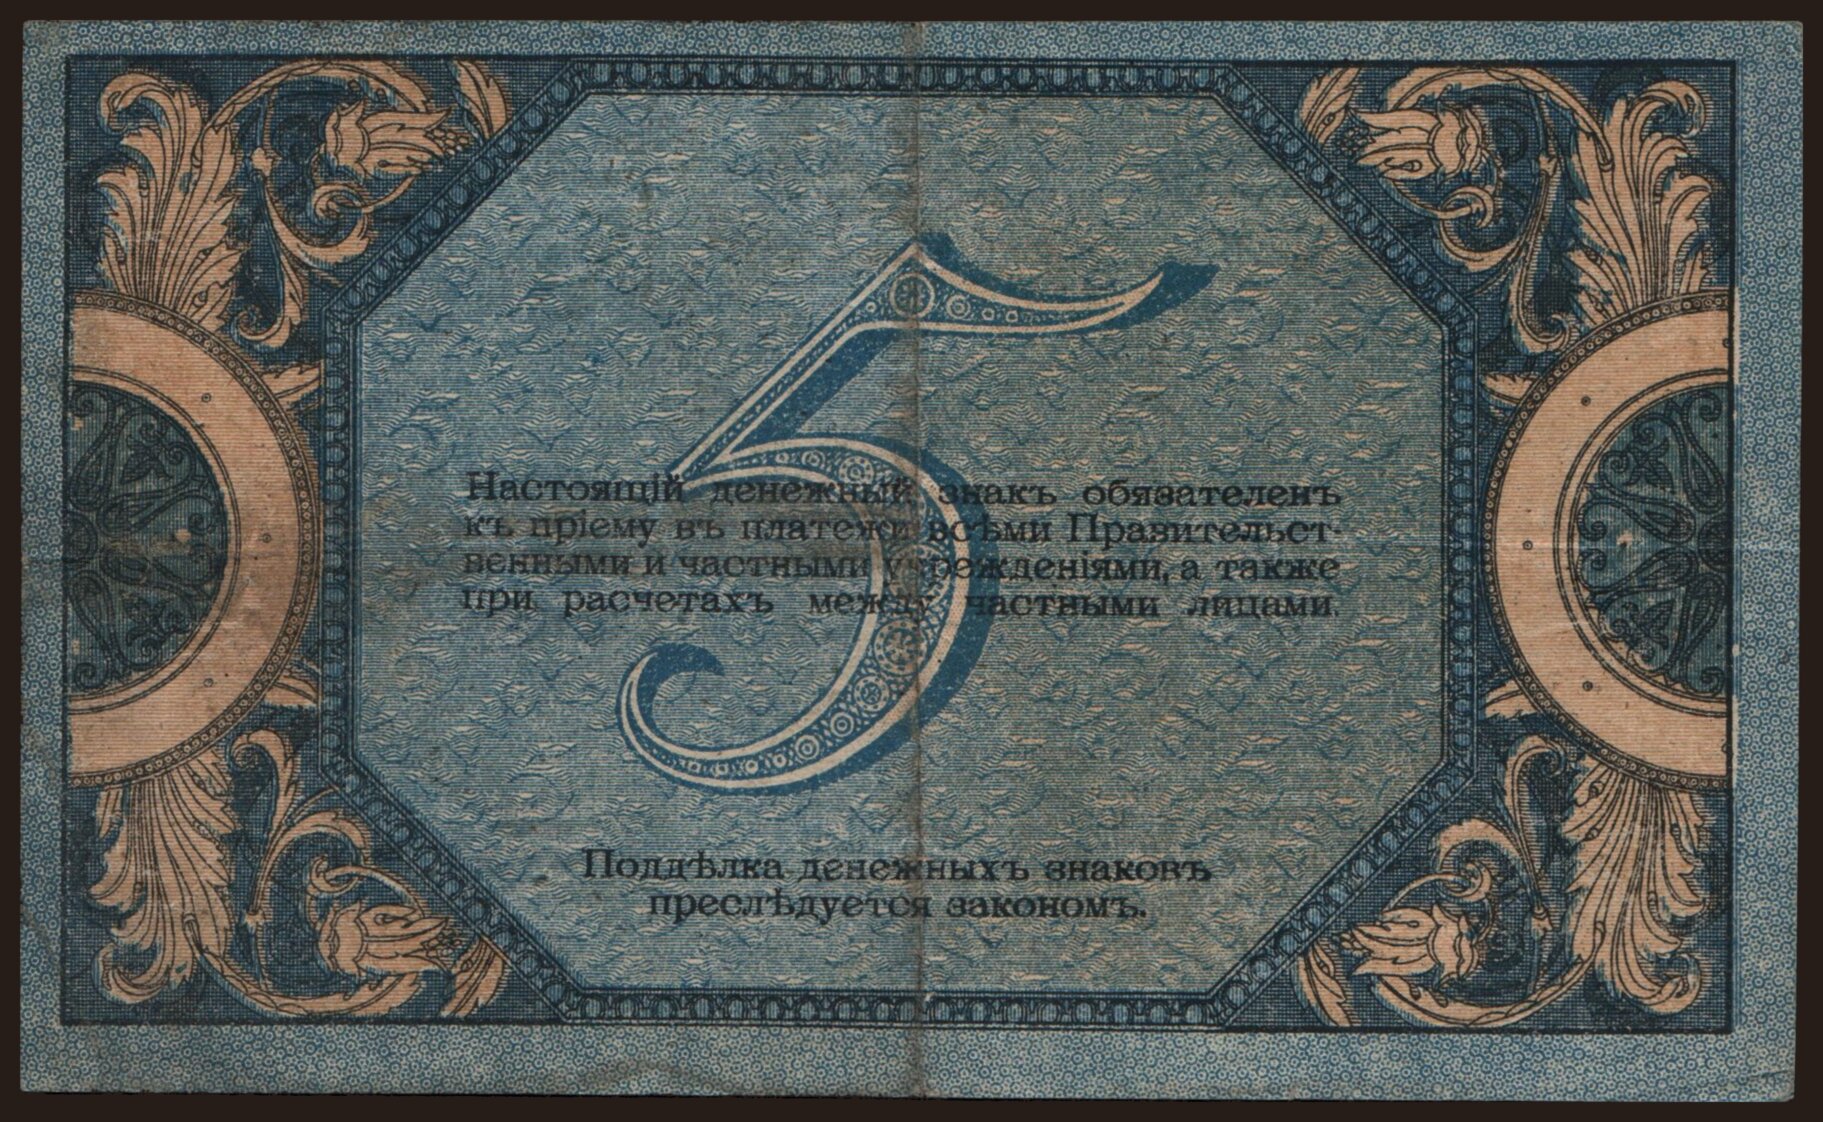 5
Настоящій денежный знакъ обязателенъ
къ пріему въ платежи всѣми Правительст-
венными и частными учрежденіями, а также
при расчетахъ между частными лицами.
Поддѣлка денежныхъ знаковъ
преслѣдуется закономъ.